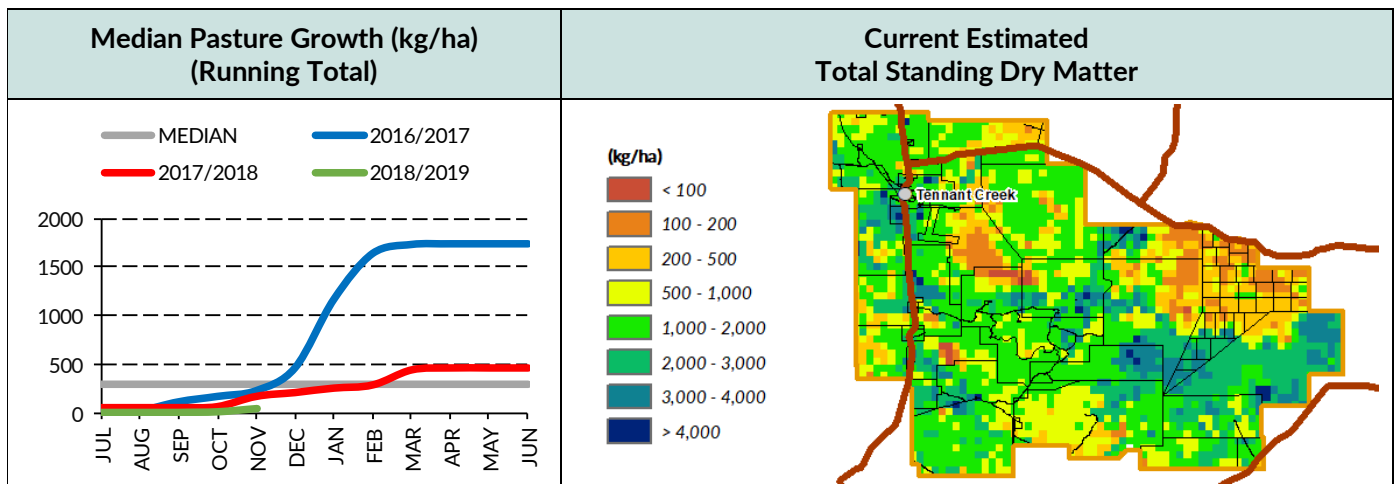 Median Pasture Growth (kg/ha)
(Running Total)
Current Estimated
Total Standing Dry Matter
MEDIAN
2016/2017
2017/2018
2018/2019
2000
1500
1000
500
0
JUL
AUG
SEP
OCT
NOV
DEC
JAN
FEB
MAR
APR
MAY
JUN
(kg/ha)
< 100
100 - 200
200 - 500
500 - 1,000
1,000 - 2,000
2,000 - 3,000
3,000 - 4,000
> 4,000
Tennant Creek